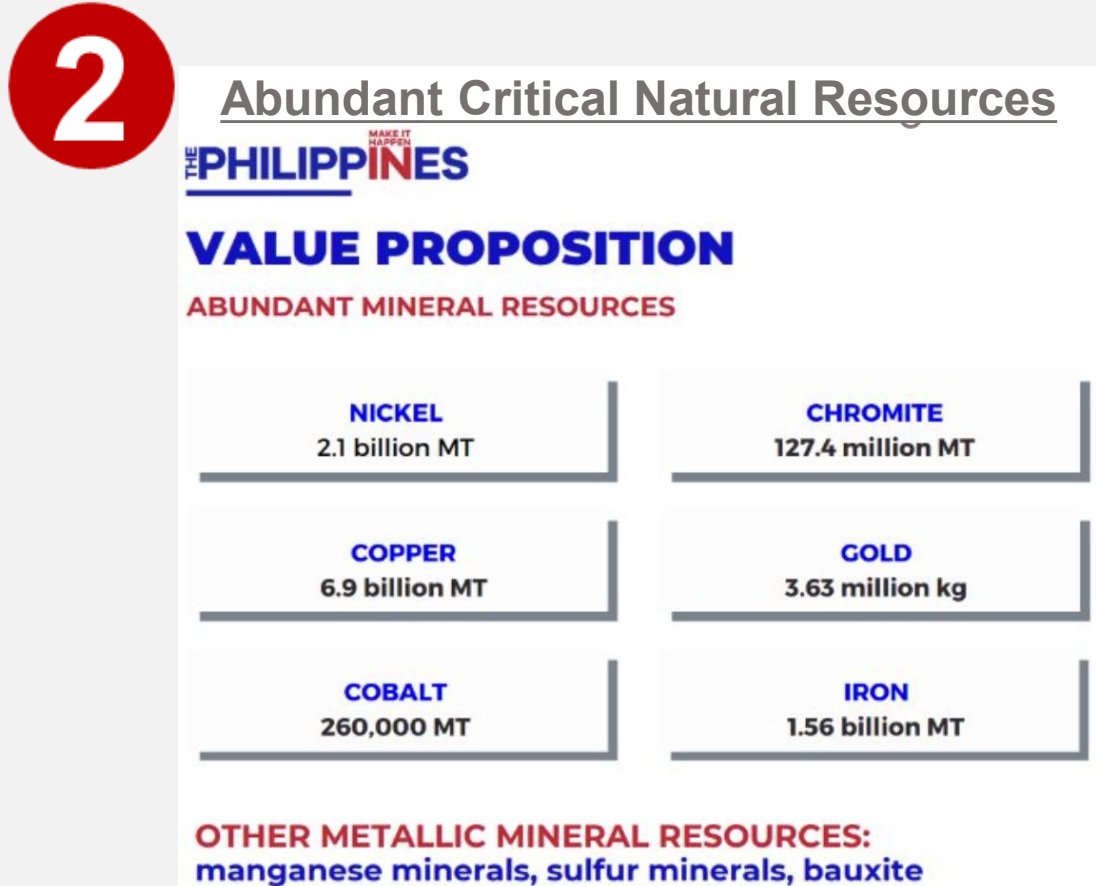 2
Abundant Critical Natural Resources
THE PHILIPPINES
MAKE IT
HAPPEN
VALUE PROPOSITION
ABUNDANT MINERAL RESOURCES
NICKEL
2.1 billion MT
CHROMITE
127.4 million MT
COPPER
6.9 billion MT
GOLD
3.63 million kg
COBALT
260,000 MT
IRON
1.56 billion MT
OTHER METALLIC MINERAL RESOURCES:
manganese minerals, sulfur minerals, bauxite